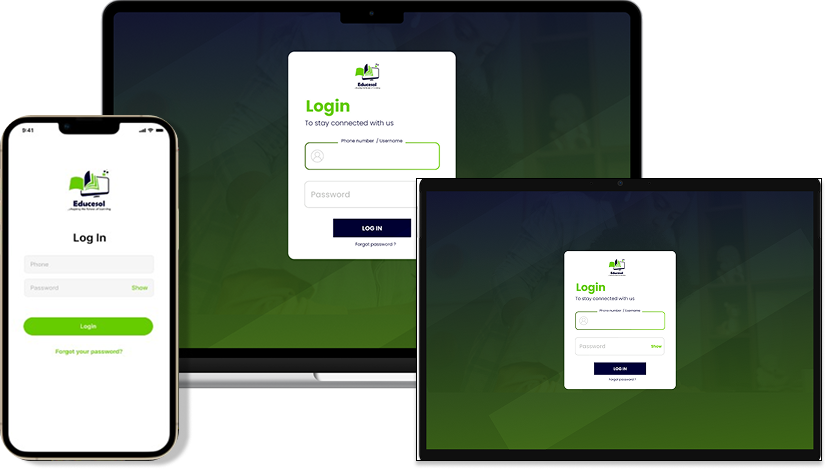 Educesol
Login
To stay connected with us
Phone number / Username
Password
LOG IN
Forgot password ?
9:41
Educesol
...Shaping the Future of Learning
Log In
Phone
Password
Show
Login
Forgot your password?
Educesol
Login
To stay connected with us
Phone number / Username
Password
Show
LOG IN
Forgot password ?